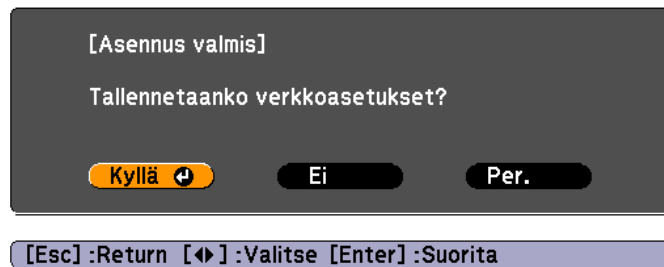 [Asennus valmis]
Tallennetaanko verkkoasetukset?
Kyllä Ei Per.
[Esc] :Return [◆] :Valitse [Enter] :Suorita